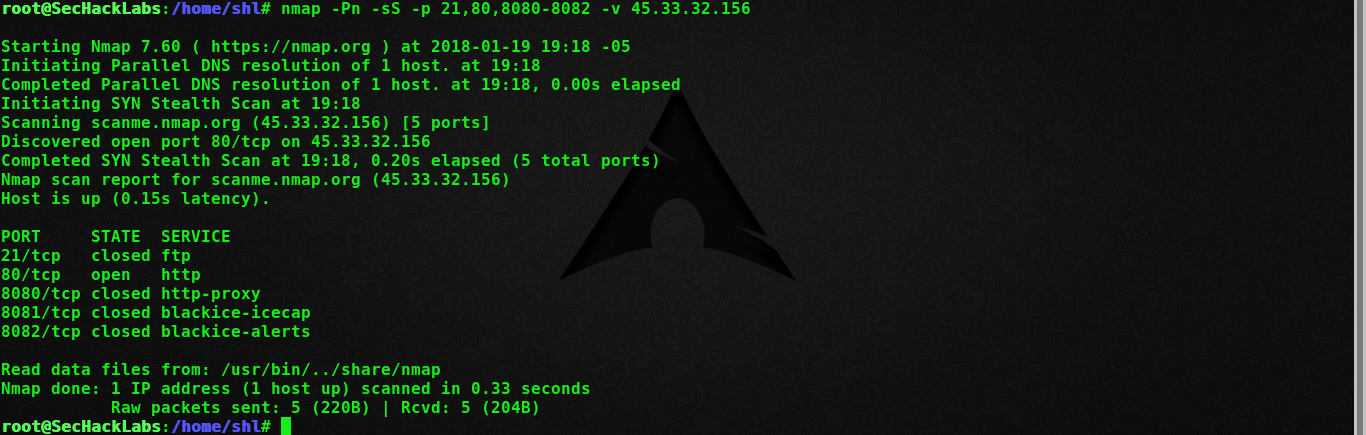 root@SecHackLabs:/home/shl# nmap -Pn -sS -p 21,80,8080-8082 -v 45.33.32.156
Starting Nmap 7.60 ( https://nmap.org ) at 2018-01-19 19:18 -05
Initiating Parallel DNS resolution of 1 host. at 19:18
Completed Parallel DNS resolution of 1 host. at 19:18, 0.00s elapsed
Initiating SYN Stealth Scan at 19:18
Scanning scanme.nmap.org (45.33.32.156) [5 ports]
Discovered open port 80/tcp on 45.33.32.156
Completed SYN Stealth Scan at 19:18, 0.20s elapsed (5 total ports)
Nmap scan report for scanme.nmap.org (45.33.32.156)
Host is up (0.15s latency).
PORT     STATE  SERVICE
21/tcp   closed ftp
80/tcp   open   http
8080/tcp closed http-proxy
8081/tcp closed blackice-icecap
8082/tcp closed blackice-alerts
Read data files from: /usr/bin/../share/nmap
Nmap done: 1 IP address (1 host up) scanned in 0.33 seconds
           Raw packets sent: 5 (220B) | Rcvd: 5 (204B)
root@SecHackLabs:/home/shl#